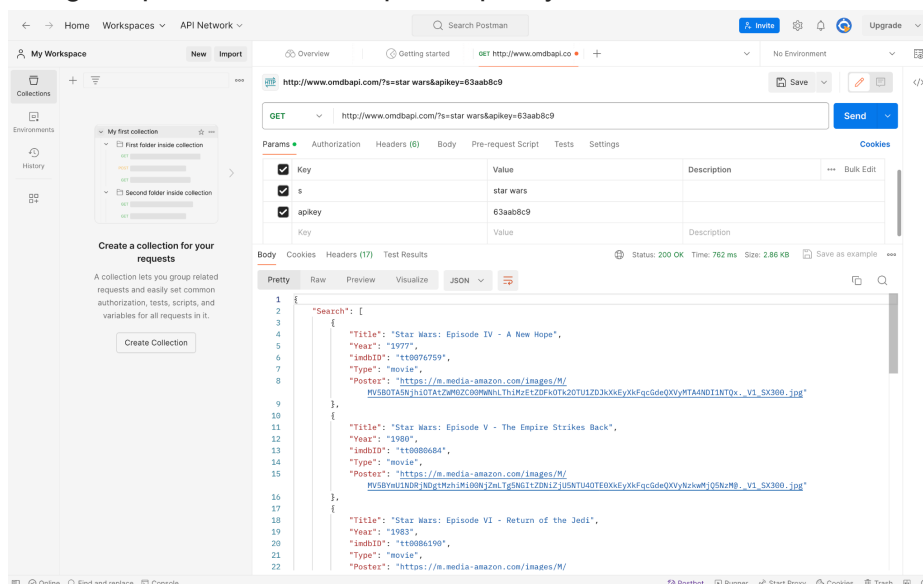 Home Workspaces API Network Search Postman Invite Upgrade
My Workspace New Import Overview Getting started GET http://www.omdbapi.co + No Environment
Collections
Environments
History
My first collection
First folder inside collection
GET
GET
Second folder inside collection
GET
GET
Create a collection for your
requests
A collection lets you group related
requests and easily set common
authorization, tests, scripts, and
variables for all requests in it.
Create Collection
http://www.omdbapi.com/?s=star wars&apikey=63aab8c9 Save
GET http://www.omdbapi.com/?s=star wars&apikey=63aab8c9 Send
Params Authorization Headers (6) Body Pre-request Script Tests Settings Cookies
Key Value Description Bulk Edit
s star wars
apikey 63aab8c9
Key Value Description
Body Cookies Headers (17) Test Results Status: 200 OK Time: 762 ms Size: 2.86 KB Save as example
Pretty Raw Preview Visualize JSON
1 {
2 "Search": [
3 {
4 "Title": "Star Wars: Episode IV - A New Hope",
5 "Year": "1977",
6 "imdbID": "tt0076759",
7 "Type": "movie",
8 "Poster": "https://m.media-amazon.com/images/M/
MV5BOTA5NjhiOTAtZWM0ZC00MWNhLThiMzEtZDFkOTk2OTU1ZDJkXkEyXkFqcGdeQXVyMTA4NDI1NTQx._V1_SX300.jpg"
9 },
10 {
11 "Title": "Star Wars: Episode V - The Empire Strikes Back",
12 "Year": "1980",
13 "imdbID": "tt0080684",
14 "Type": "movie",
15 "Poster": "https://m.media-amazon.com/images/M/
MV5BYmU1NDRjNDgtMzhiMi00NjZmLTg5NGItZDNiZjU5NTU4OTE0XkEyXkFqcGdeQXVyNzkwMjQ5NzM@._V1_SX300.jpg"
16 },
17 {
18 "Title": "Star Wars: Episode VI - Return of the Jedi",
19 "Year": "1983",
20 "imdbID": "tt0086190",
21 "Type": "movie",
22 "Poster": "https://m.media-amazon.com/images/M/
Online Find and replace Console Postbot Runner Start Proxy Cookies Trash